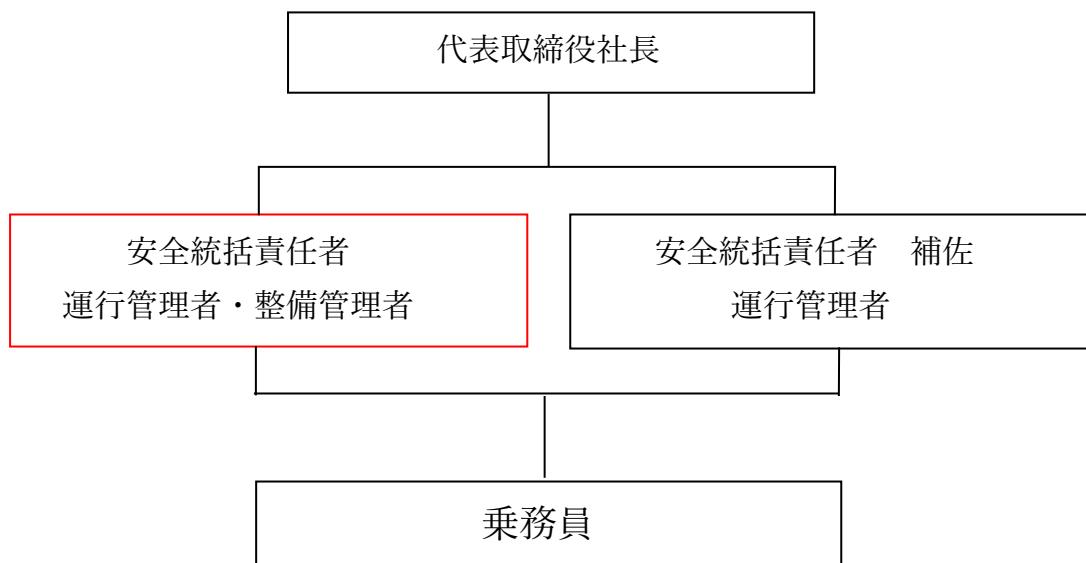 代表取締役社長
安全統括責任者
運行管理者・整備管理者
安全統括責任者　補佐
運行管理者
乗務員